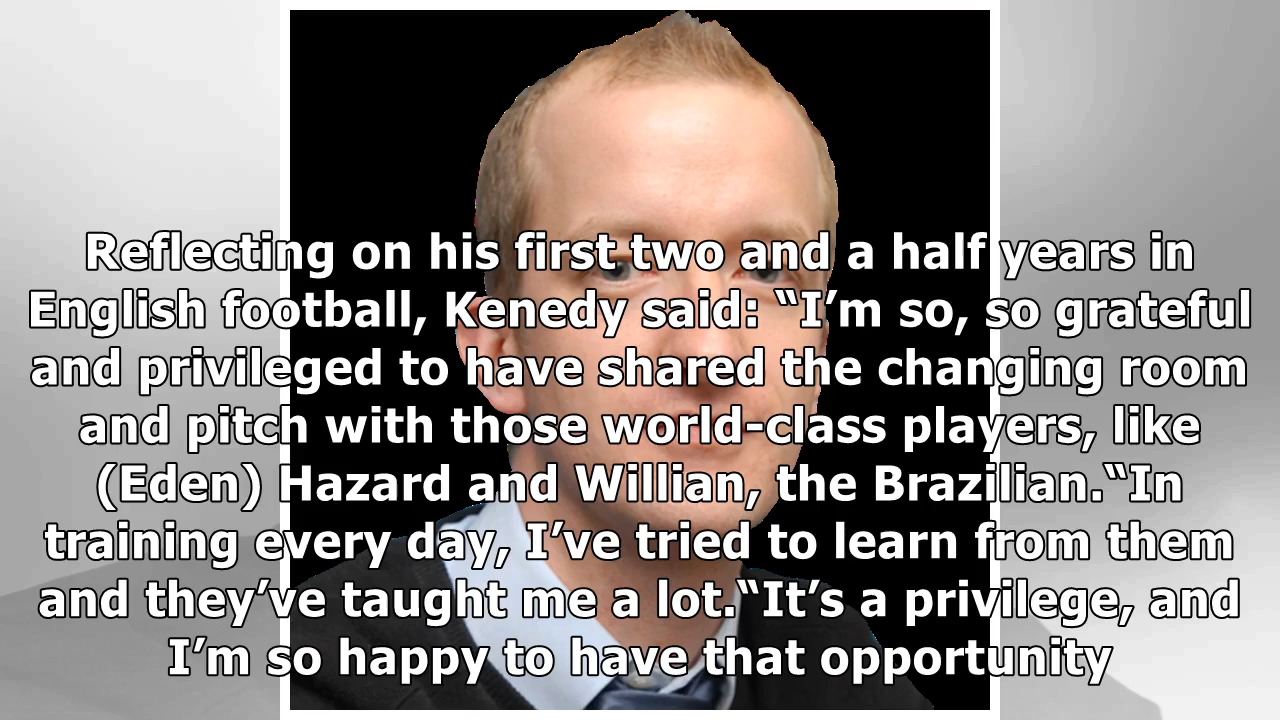 Reflecting on his first two and a half years in
English football, Kenedy said: “I’m so, so grateful
and privileged to have shared the changing room
and pitch with those world-class players, like
(Eden) Hazard and Willian, the Brazilian.“In
training every day, I’ve tried to learn from them
and they’ve taught me a lot.“It’s a privilege, and
I’m so happy to have that opportunity